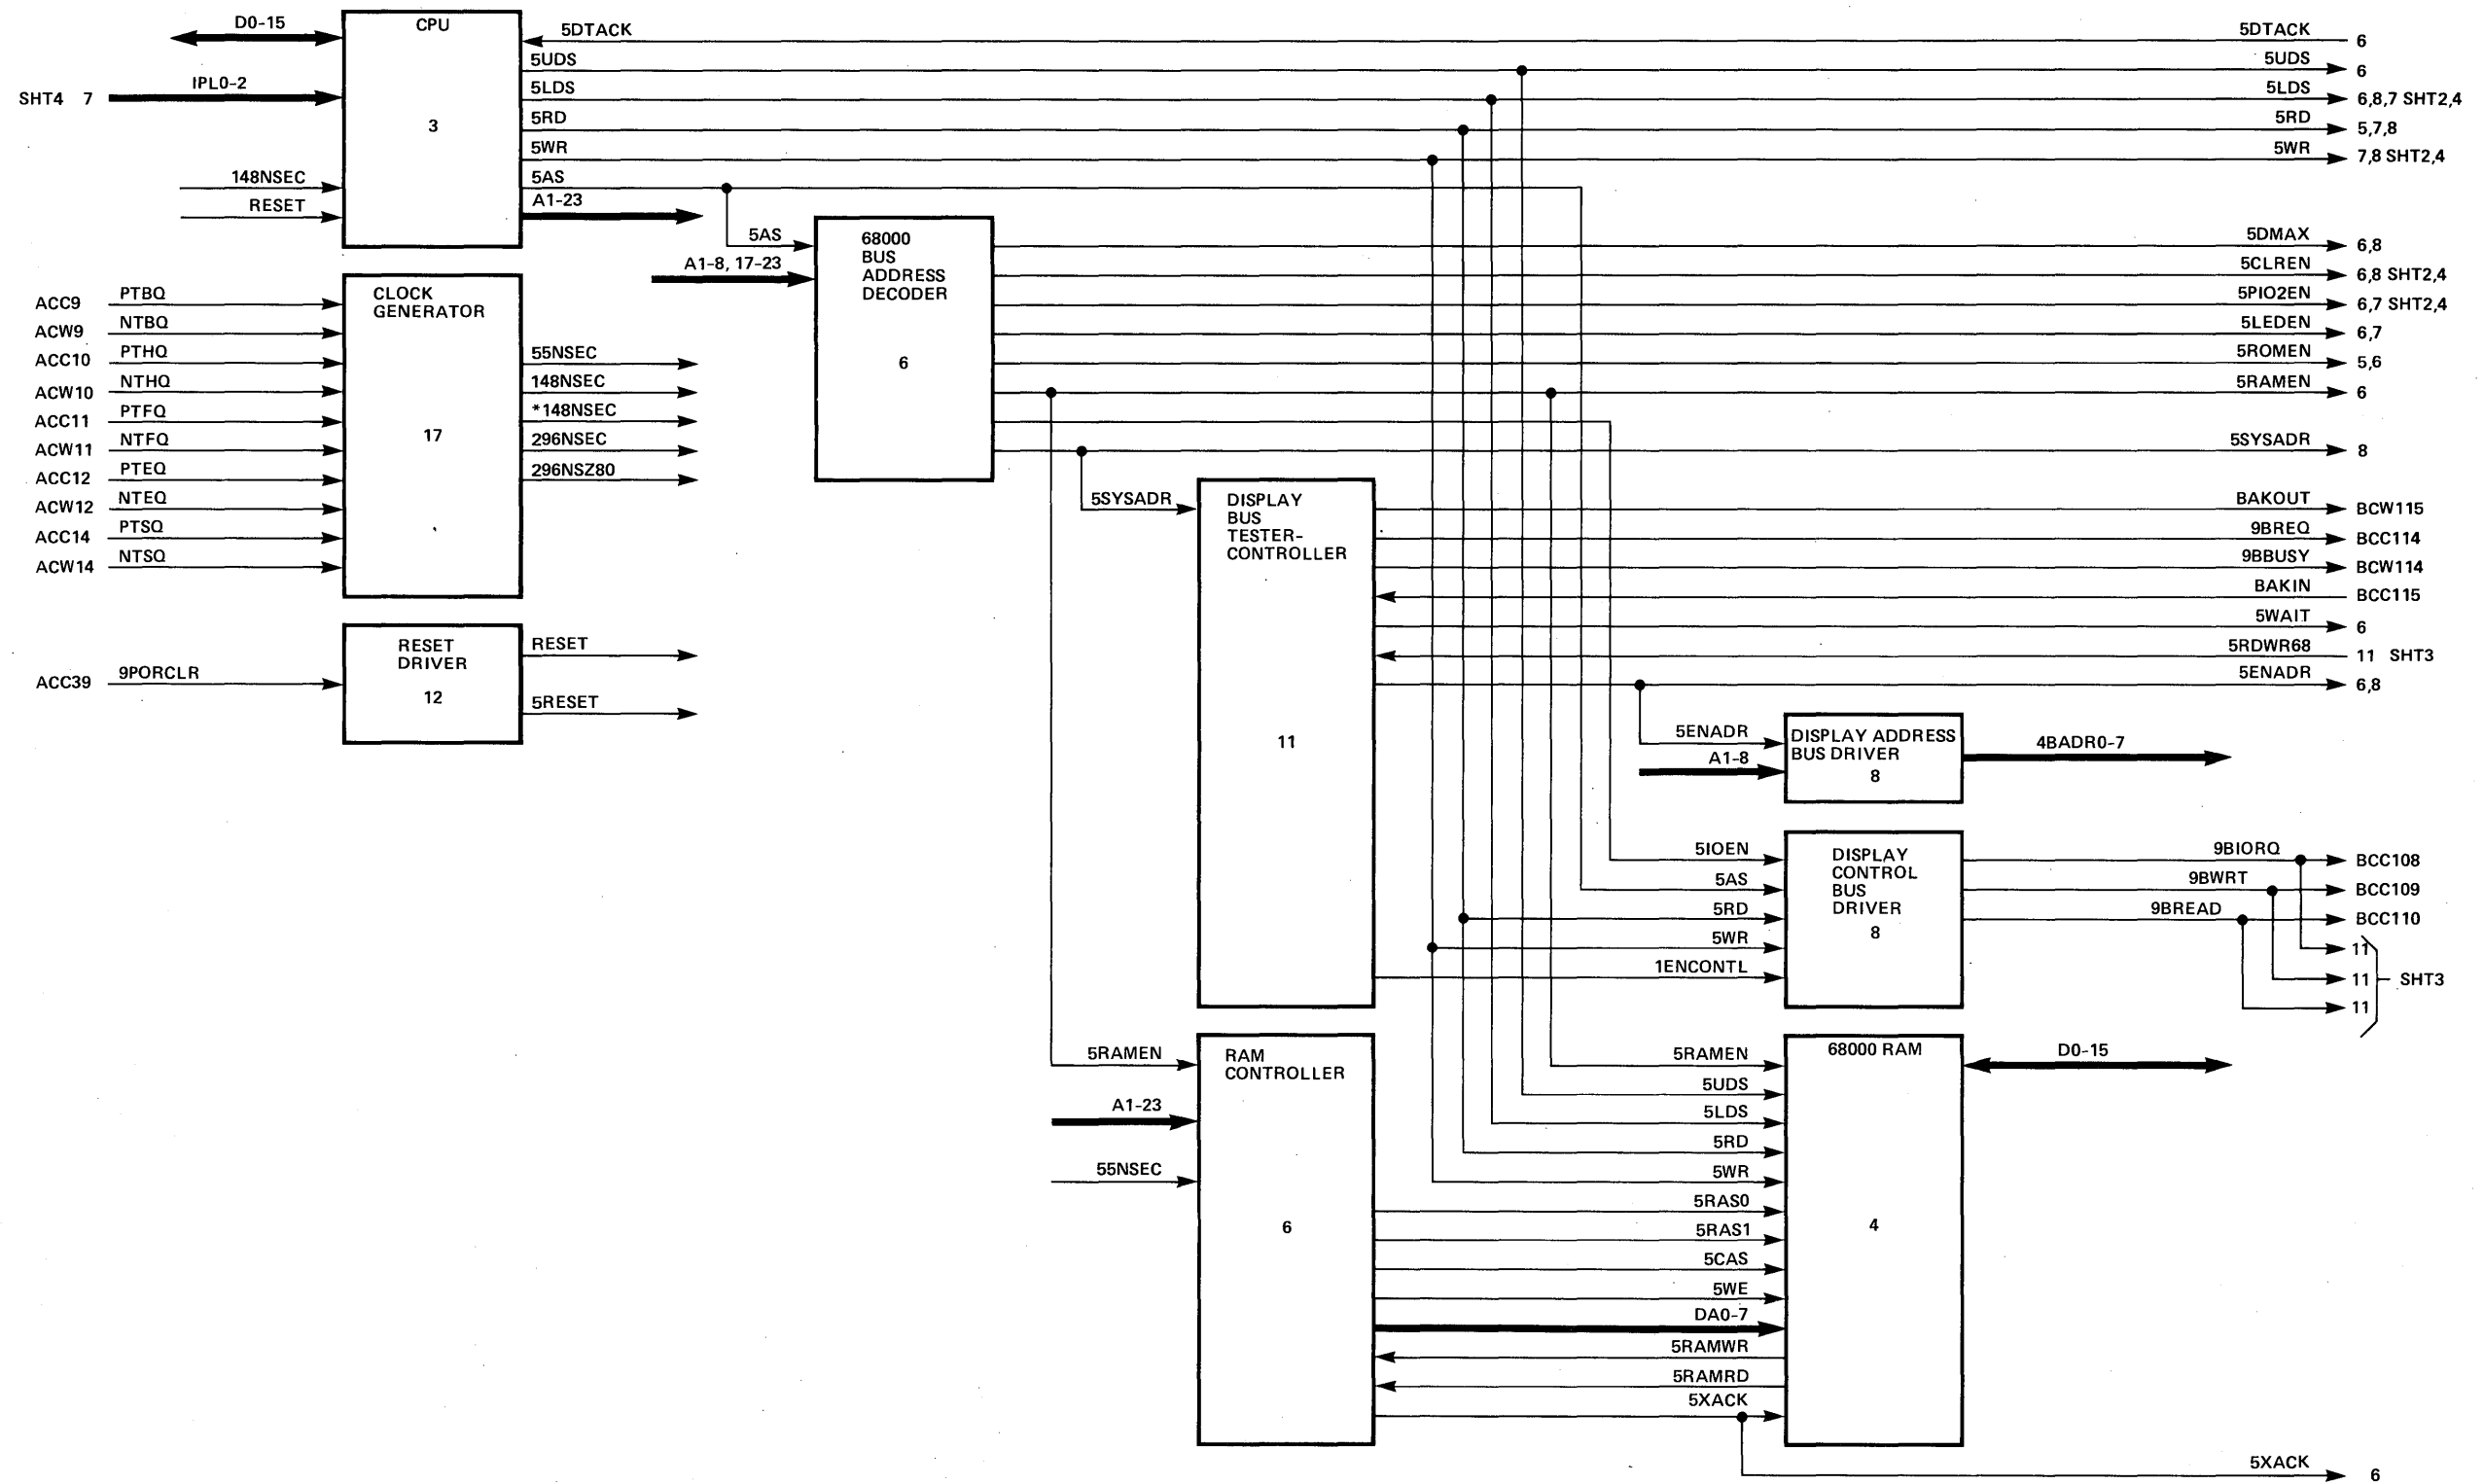 D0-15
CPU
3
5DTACK
5DTACK
6
5UDS
5UDS
6
SHT4 7
IPL0-2
5LDS
5LDS
6,8,7 SHT2,4
5RD
5RD
5,7,8
5WR
5WR
7,8 SHT2,4
148NSEC
5AS
RESET
A1-23
5AS
A1-8, 17-23
68000
BUS
ADDRESS
DECODER
6
5DMAX
6,8
5CLREN
6,8 SHT2,4
5PIO2EN
6,7 SHT2,4
5LEDEN
6,7
5ROMEN
5,6
5RAMEN
6
5SYSADR
8
ACC9 PTBQ
ACW9 NTBQ
ACC10 PTHQ
ACW10 NTHQ
ACC11 PTFQ
ACW11 NTFQ
ACC12 PTEQ
ACW12 NTEQ
ACC14 PTSQ
ACW14 NTSQ
CLOCK
GENERATOR
17
55NSEC
148NSEC
*148NSEC
296NSEC
296NSZ80
ACC39 9PORCLR
RESET
DRIVER
12
RESET
5RESET
5SYSADR
DISPLAY
BUS
TESTER-
CONTROLLER
11
BAKOUT
BCW115
9BREQ
BCC114
9BBUSY
BCW114
BAKIN
BCC115
5WAIT
6
5RDWR68
11 SHT3
5ENADR
6,8
5ENADR
A1-8
DISPLAY ADDRESS
BUS DRIVER
8
4BADR0-7
5IOEN
5AS
5RD
5WR
1ENCONTL
DISPLAY
CONTROL
BUS
DRIVER
8
9BIORQ
BCC108
9BWRT
BCC109
9BREAD
BCC110
11
11 SHT3
11
5RAMEN
A1-23
55NSEC
RAM
CONTROLLER
6
5RAMEN
5UDS
5LDS
5RD
5WR
5RAS0
5RAS1
5CAS
5WE
DA0-7
5RAMWR
5RAMRD
5XACK
68000 RAM
4
D0-15
5XACK
6